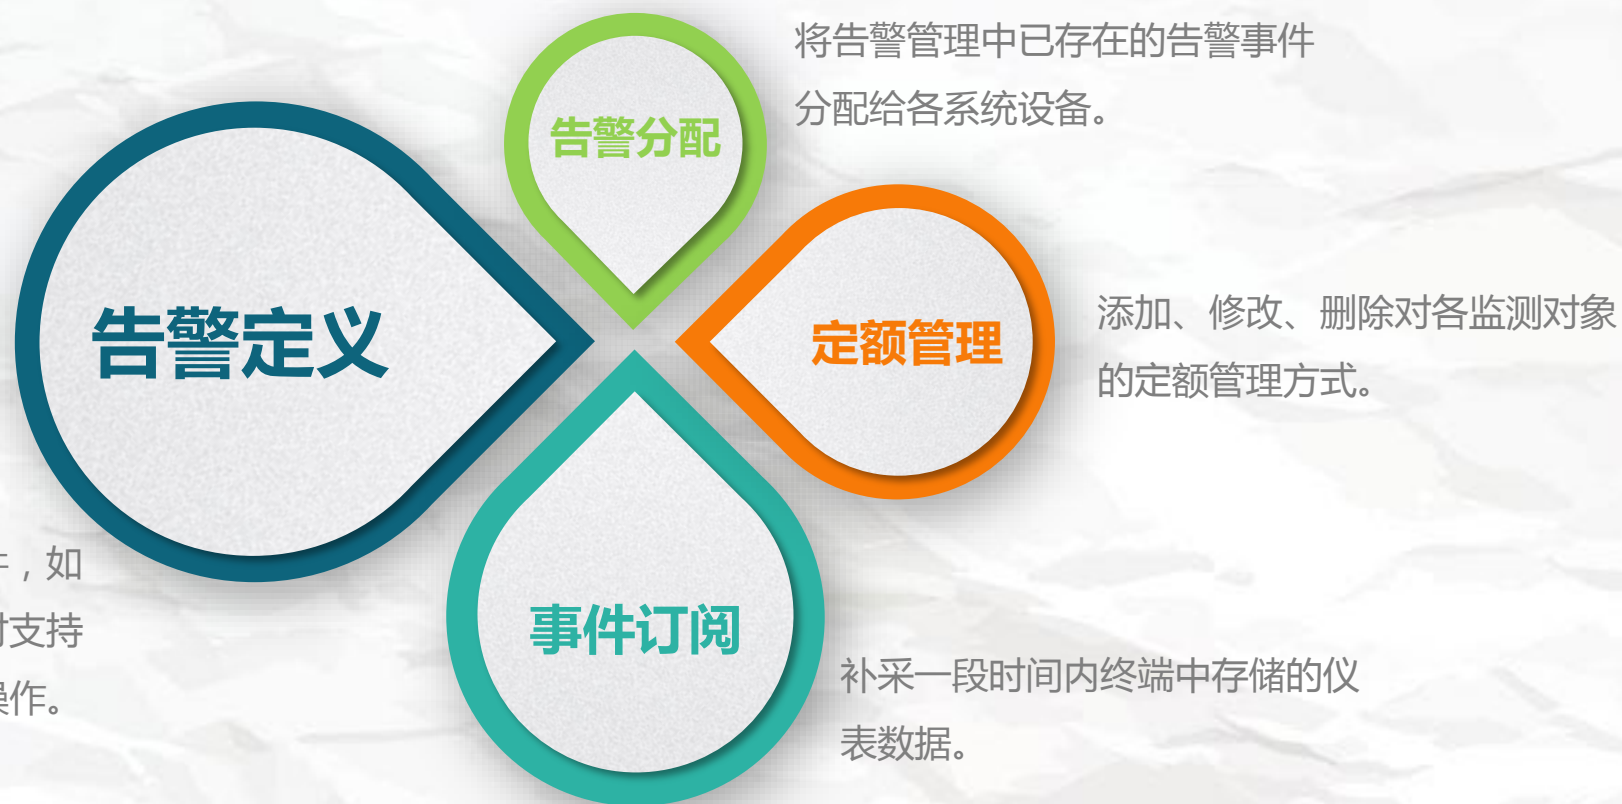 将告警管理中已存在的告警事件
分配给各系统设备。
告警分配
告警定义
定额管理
添加、修改、删除对各监测对象
的定额管理方式。
，如
支持
操作。
事件订阅
补采一段时间内终端中存储的仪
表数据。